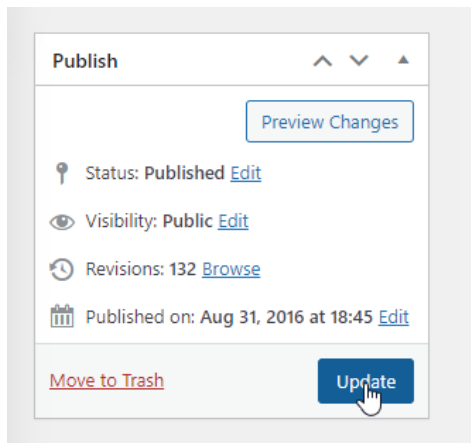 Publish
Preview Changes
Status: Published Edit
Visibility: Public Edit
Revisions: 132 Browse
Published on: Aug 31, 2016 at 18:45 Edit
Move to Trash Update